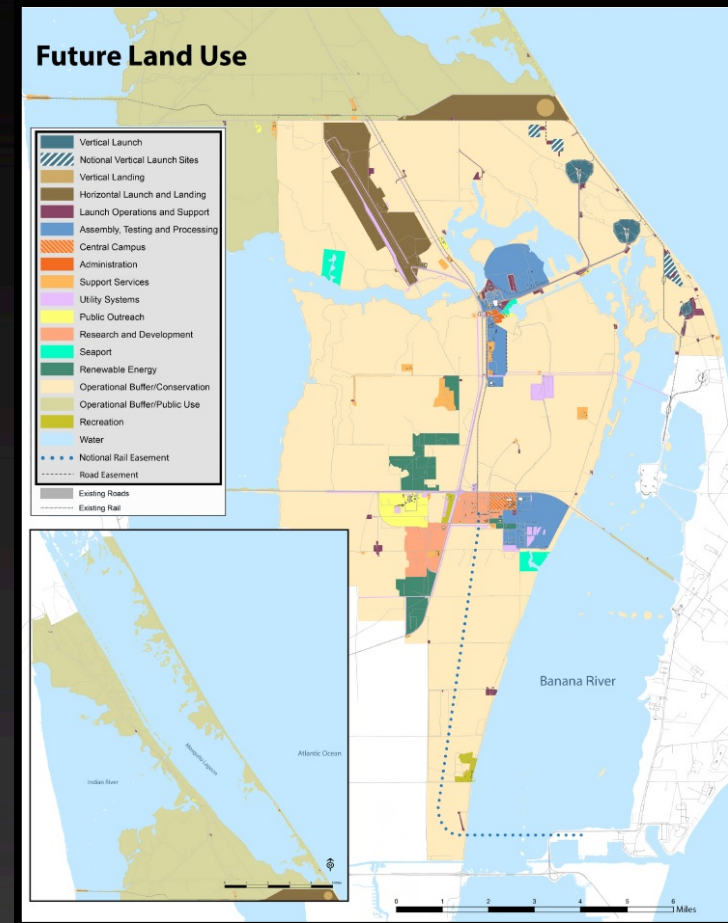 Future Land Use
Vertical Launch
Notional Vertical Launch Sites
Vertical Landing
Horizontal Launch and Landing
Launch Operations and Support
Assembly, Testing and Processing
Central Campus
Administration
Support Services
Utility Systems
Public Outreach
Research and Development
Seaport
Renewable Energy
Operational Buffer/Conservation
Operational Buffer/Public Use
Recreation
Water
Notional Rail Easement
Road Easement
Existing Roads
Existing Rail
Banana River
Mosquito Lagoon
Atlantic Ocean
Indian River
0 1 2 3 4 5 6
Miles